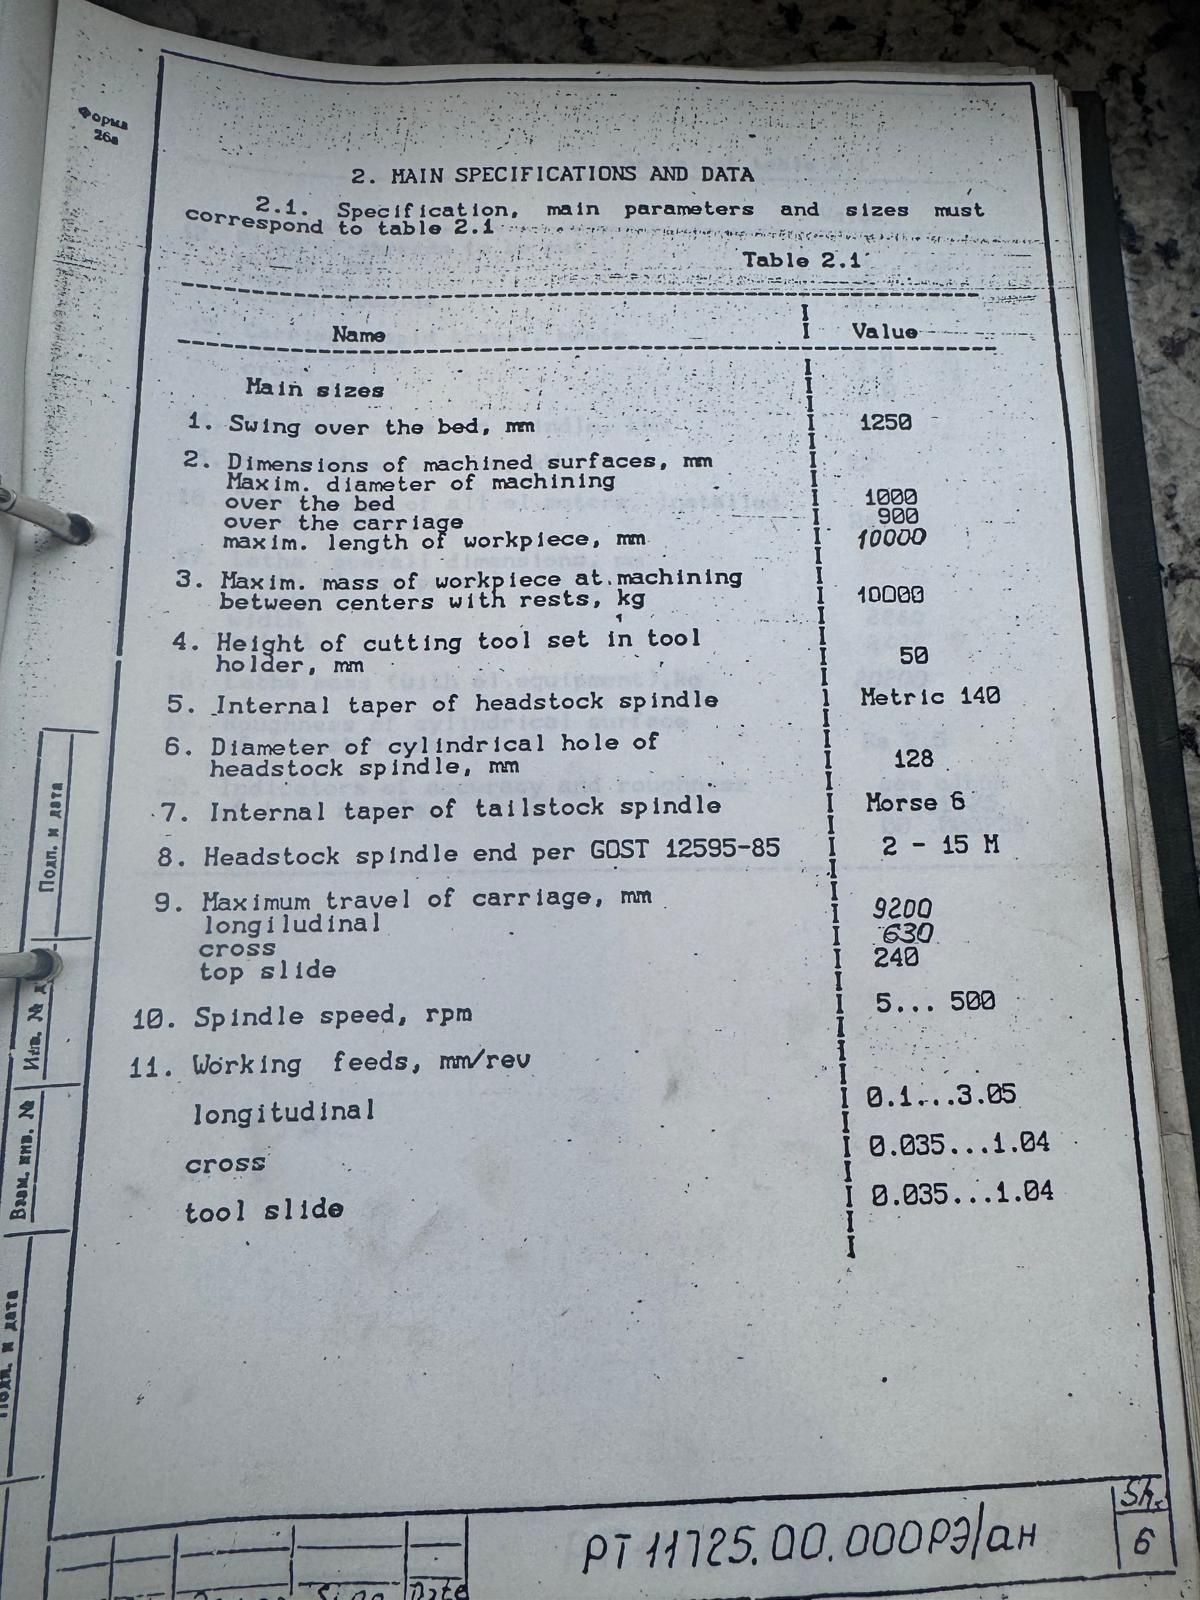 Форма
26а
2. MAIN SPECIFICATIONS AND DATA
2.1. Specification, main parameters and sizes must
correspond to table 2.1
Table 2.1
Name Value
Main sizes
1. Swing over the bed, mm 1250
2. Dimensions of machined surfaces, mm
Maxim. diameter of machining
over the bed 1000
over the carriage 900
maxim. length of workpiece, mm 10000
3. Maxim. mass of workpiece at machining
between centers with rests, kg 10000
4. Height of cutting tool set in tool
holder, mm 50
5. Internal taper of headstock spindle Metric 140
6. Diameter of cylindrical hole of
headstock spindle, mm 128
7. Internal taper of tailstock spindle Morse 6
8. Headstock spindle end per GOST 12595-85 2 - 15 M
9. Maximum travel of carriage, mm
longiludinal 9200
cross 630
top slide 240
10. Spindle speed, rpm 5... 500
11. Working feeds, mm/rev
longitudinal 0.1...3.05
cross 0.035...1.04
tool slide 0.035...1.04
Подп. и дата
Инв. №
Взам. инв. №
Подп. и дата
РТ 11725.00.000РЭ/ан
Sh.
6
Date